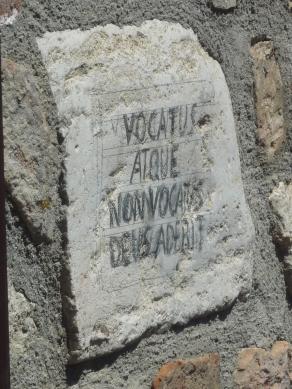 VOCATUS
ATQUE
NON VOCATUS
DEUS ADERIT